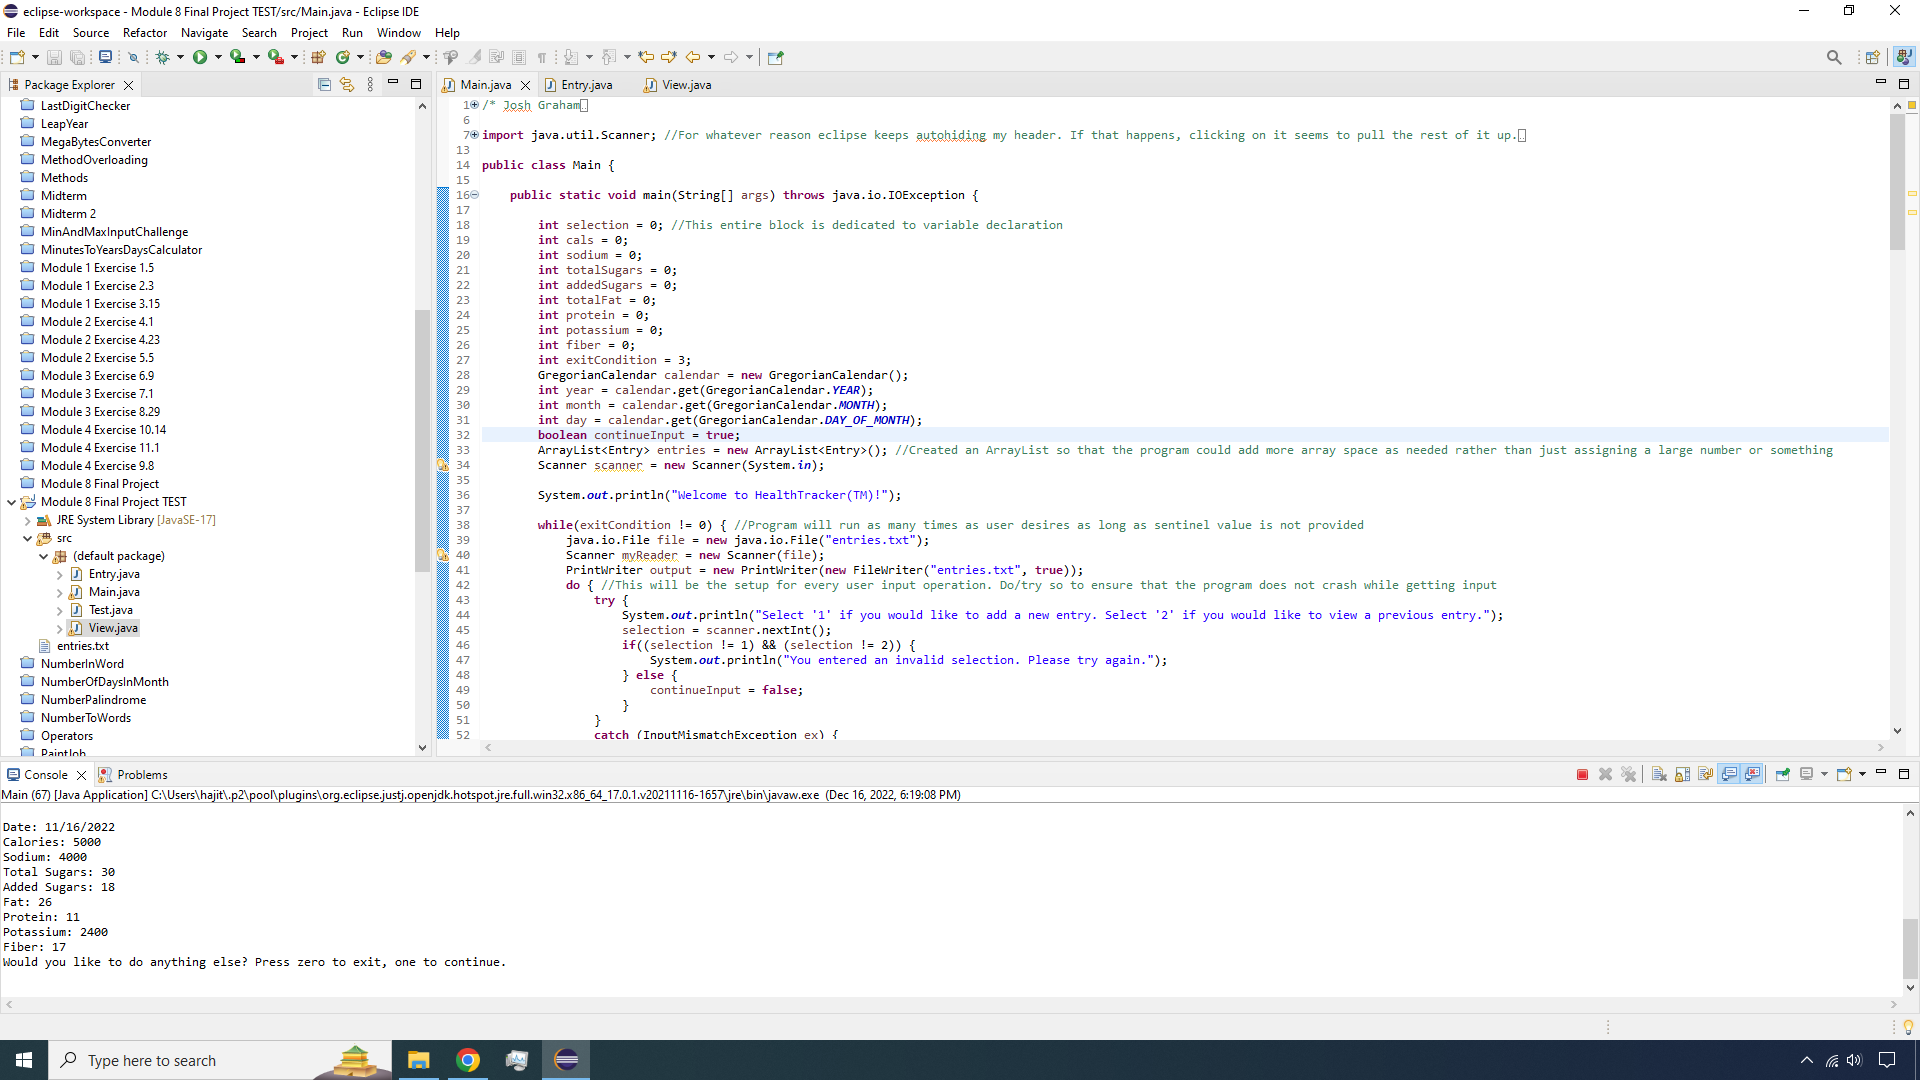 eclipse-workspace - Module 8 Final Project TEST/src/Main.java - Eclipse IDE
File Edit Source Refactor Navigate Search Project Run Window Help
Package Explorer
LastDigitChecker
LeapYear
MegaBytesConverter
MethodOverloading
Methods
Midterm
Midterm 2
MinAndMaxInputChallenge
MinutesToYearsDaysCalculator
Module 1 Exercise 1.5
Module 1 Exercise 2.3
Module 1 Exercise 3.15
Module 2 Exercise 4.1
Module 2 Exercise 4.23
Module 2 Exercise 5.5
Module 3 Exercise 6.9
Module 3 Exercise 7.1
Module 3 Exercise 8.29
Module 4 Exercise 10.14
Module 4 Exercise 11.1
Module 4 Exercise 9.8
Module 8 Final Project
Module 8 Final Project TEST
JRE System Library [JavaSE-17]
src
(default package)
Entry.java
Main.java
Test.java
View.java
entries.txt
NumberInWord
NumberOfDaysInMonth
NumberPalindrome
NumberToWords
Operators
PaintJob
Main.java Entry.java View.java
1 /* Josh Graham
6
7 import java.util.Scanner; //For whatever reason eclipse keeps autohiding my header. If that happens, clicking on it seems to pull the rest of it up.
13
14 public class Main {
15
16 public static void main(String[] args) throws java.io.IOException {
17
18 int selection = 0; //This entire block is dedicated to variable declaration
19 int cals = 0;
20 int sodium = 0;
21 int totalSugars = 0;
22 int addedSugars = 0;
23 int totalFat = 0;
24 int protein = 0;
25 int potassium = 0;
26 int fiber = 0;
27 int exitCondition = 3;
28 GregorianCalendar calendar = new GregorianCalendar();
29 int year = calendar.get(GregorianCalendar.YEAR);
30 int month = calendar.get(GregorianCalendar.MONTH);
31 int day = calendar.get(GregorianCalendar.DAY_OF_MONTH);
32 boolean continueInput = true;
33 ArrayList<Entry> entries = new ArrayList<Entry>(); //Created an ArrayList so that the program could add more array space as needed rather than just assigning a large number or something
34 Scanner scanner = new Scanner(System.in);
35
36 System.out.println("Welcome to HealthTracker(TM)!");
37
38 while(exitCondition != 0) { //Program will run as many times as user desires as long as sentinel value is not provided
39 java.io.File file = new java.io.File("entries.txt");
40 Scanner myReader = new Scanner(file);
41 PrintWriter output = new PrintWriter(new FileWriter("entries.txt", true));
42 do { //This will be the setup for every user input operation. Do/try so to ensure that the program does not crash while getting input
43 try {
44 System.out.println("Select '1' if you would like to add a new entry. Select '2' if you would like to view a previous entry.");
45 selection = scanner.nextInt();
46 if((selection != 1) && (selection != 2)) {
47 System.out.println("You entered an invalid selection. Please try again.");
48 } else {
49 continueInput = false;
50 }
51 }
52 catch (InputMismatchException ex) {
Console Problems
Main (67) [Java Application] C:\Users\hajit\.p2\pool\plugins\org.eclipse.justj.openjdk.hotspot.jre.full.win32.x86_64_17.0.1.v20211116-1657\jre\bin\javaw.exe (Dec 16, 2022, 6:19:08 PM)
Date: 11/16/2022
Calories: 5000
Sodium: 4000
Total Sugars: 30
Added Sugars: 18
Fat: 26
Protein: 11
Potassium: 2400
Fiber: 17
Would you like to do anything else? Press zero to exit, one to continue.
Type here to search